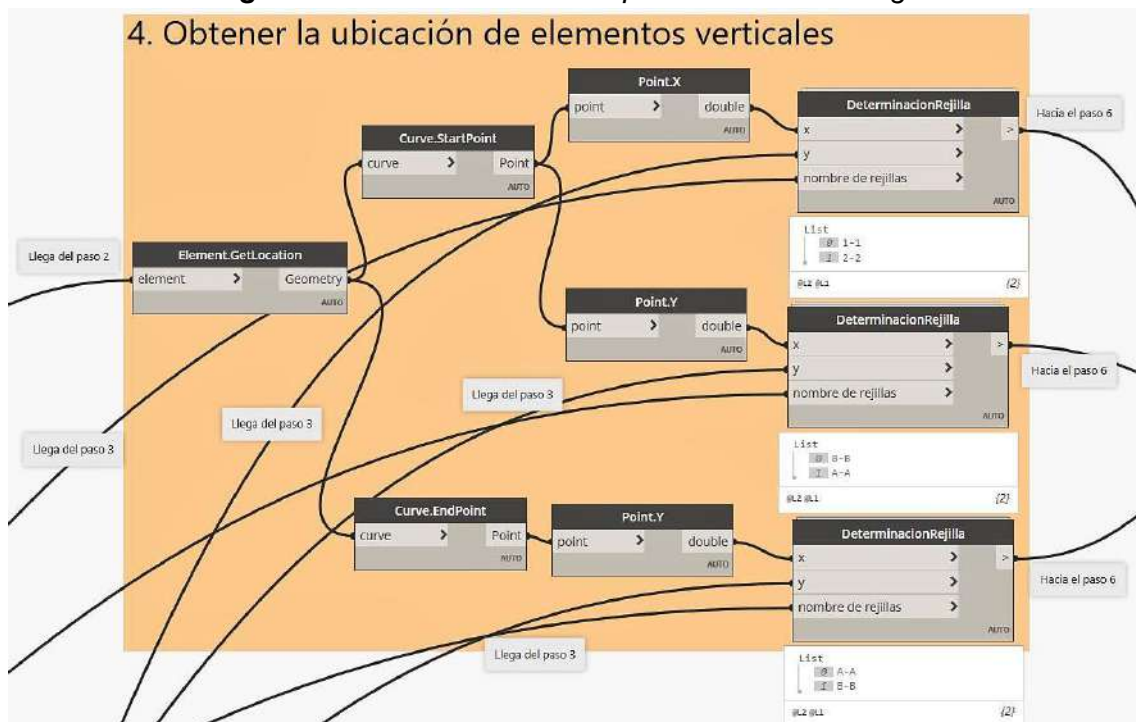 4. Obtener la ubicación de elementos verticales
Point.X
point > double
AUTO
DeterminacionRejilla
x >
y >
nombre de rejillas >
>
AUTO
Hacia el paso 6
Curve.StartPoint
curve > Point
AUTO
List
0 1-1
1 2-2
@L2 @L1 {2}
Llega del paso 2
Element.GetLocation
element > Geometry
AUTO
Point.Y
point > double
AUTO
DeterminacionRejilla
x >
y >
nombre de rejillas >
>
AUTO
Hacia el paso 6
Llega del paso 3
Llega del paso 3
Llega del paso 3
List
0 B-B
1 A-A
@L2 @L1 {2}
Curve.EndPoint
curve > Point
AUTO
Point.Y
point > double
AUTO
DeterminacionRejilla
x >
y >
nombre de rejillas >
>
AUTO
Hacia el paso 6
Llega del paso 3
List
0 A-A
1 B-B
@L2 @L1 {2}